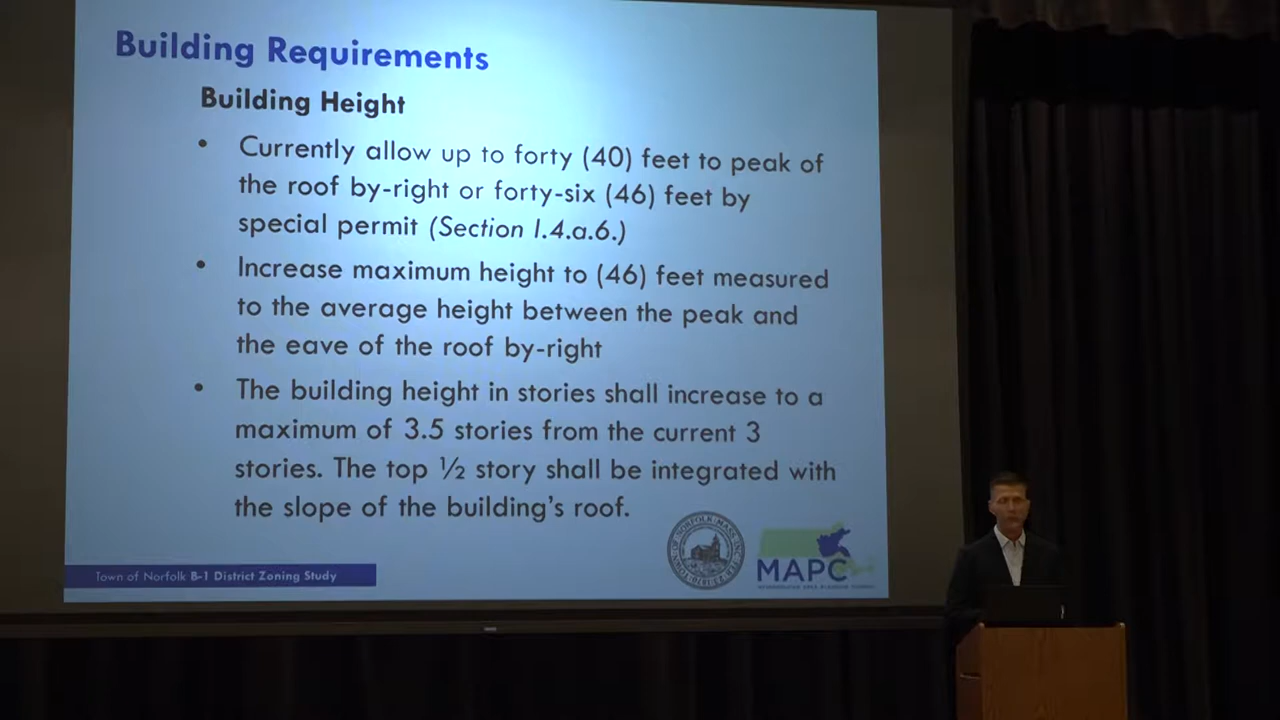 Building Requirements
Building Height
• Currently allow up to forty (40) feet to peak of
the roof by-right or forty-six (46) feet by
special permit (Section I.4.a.6.)
• Increase maximum height to (46) feet measured
to the average height between the peak and
the eave of the roof by-right
• The building height in stories shall increase to a
maximum of 3.5 stories from the current 3
stories. The top ½ story shall be integrated with
the slope of the building's roof.
Town of Norfolk B-1 District Zoning Study
MAPC